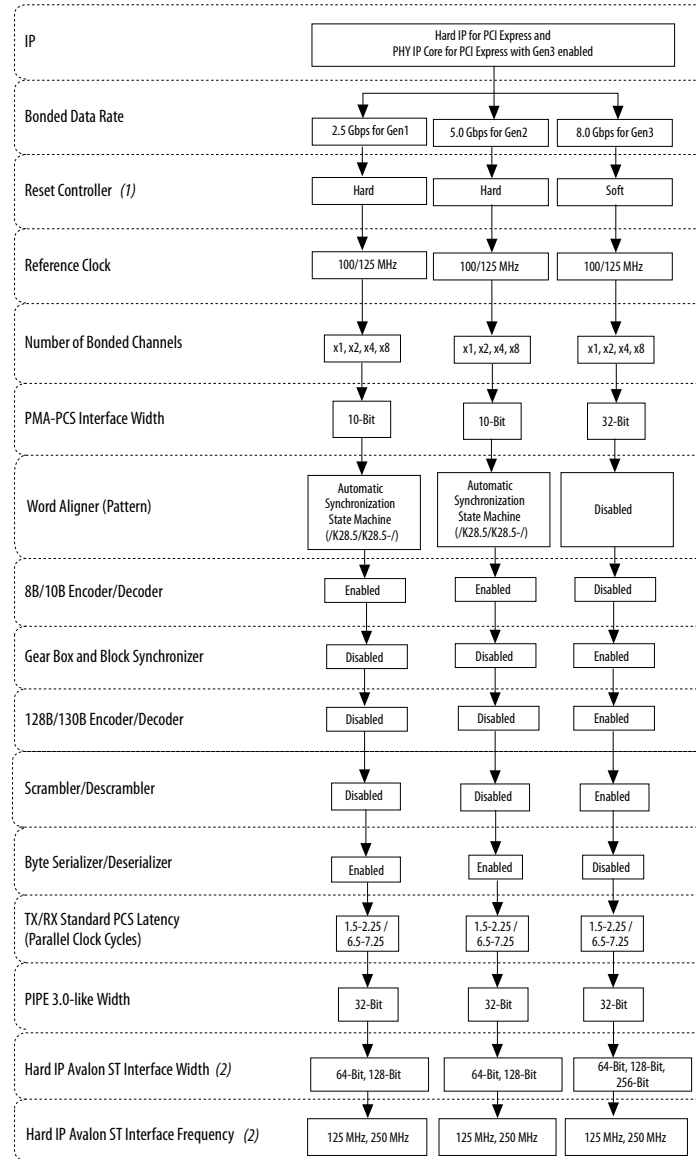 IP
Hard IP for PCI Express and
PHY IP Core for PCI Express with Gen3 enabled
Bonded Data Rate
2.5 Gbps for Gen1
5.0 Gbps for Gen2
8.0 Gbps for Gen3
Reset Controller (1)
Hard
Hard
Soft
Reference Clock
100/125 MHz
100/125 MHz
100/125 MHz
Number of Bonded Channels
x1, x2, x4, x8
x1, x2, x4, x8
x1, x2, x4, x8
PMA-PCS Interface Width
10-Bit
10-Bit
32-Bit
Word Aligner (Pattern)
Automatic
Synchronization
State Machine
(/K28.5/K28.5-/)
Automatic
Synchronization
State Machine
(/K28.5/K28.5-/)
Disabled
8B/10B Encoder/Decoder
Enabled
Enabled
Disabled
Gear Box and Block Synchronizer
Disabled
Disabled
Enabled
128B/130B Encoder/Decoder
Disabled
Disabled
Enabled
Scrambler/Descrambler
Disabled
Disabled
Enabled
Byte Serializer/Deserializer
Enabled
Enabled
Disabled
TX/RX Standard PCS Latency
(Parallel Clock Cycles)
1.5-2.25 /
6.5-7.25
1.5-2.25 /
6.5-7.25
1.5-2.25 /
6.5-7.25
PIPE 3.0-like Width
32-Bit
32-Bit
32-Bit
Hard IP Avalon ST Interface Width (2)
64-Bit, 128-Bit
64-Bit, 128-Bit
64-Bit, 128-Bit,
256-Bit
Hard IP Avalon ST Interface Frequency (2)
125 MHz, 250 MHz
125 MHz, 250 MHz
125 MHz, 250 MHz